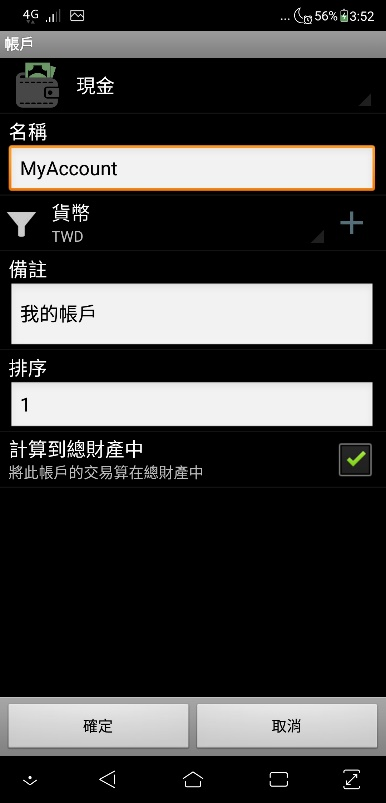 4G ... 56% 3:52
帳戶
現金
名稱
MyAccount
貨幣
TWD
備註
我的帳戶
排序
1
計算到總財產中
將此帳戶的交易算在總財產中
確定 取消